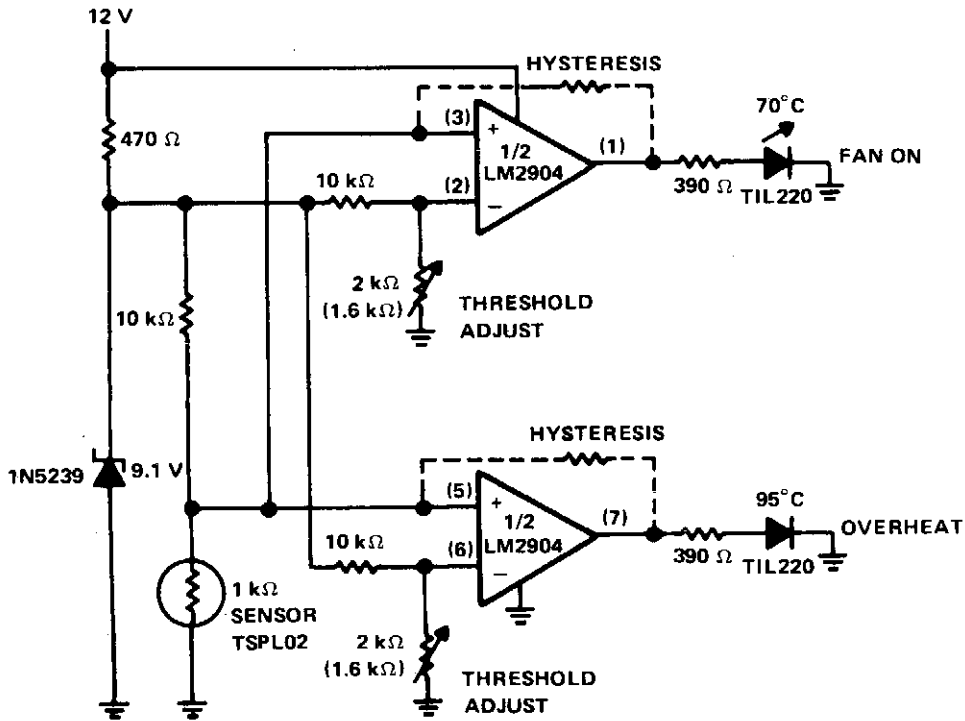 12 V
470 Ω
HYSTERESIS
(3)
+
1/2
LM2904
(1)
(2)
−
10 kΩ
70°C
390 Ω
TIL220
FAN ON
2 kΩ
(1.6 kΩ)
THRESHOLD
ADJUST
10 kΩ
1N5239
9.1 V
HYSTERESIS
(5)
+
1/2
LM2904
(7)
(6)
−
10 kΩ
95°C
390 Ω
TIL220
OVERHEAT
1 kΩ
SENSOR
TSPL02
2 kΩ
(1.6 kΩ)
THRESHOLD
ADJUST